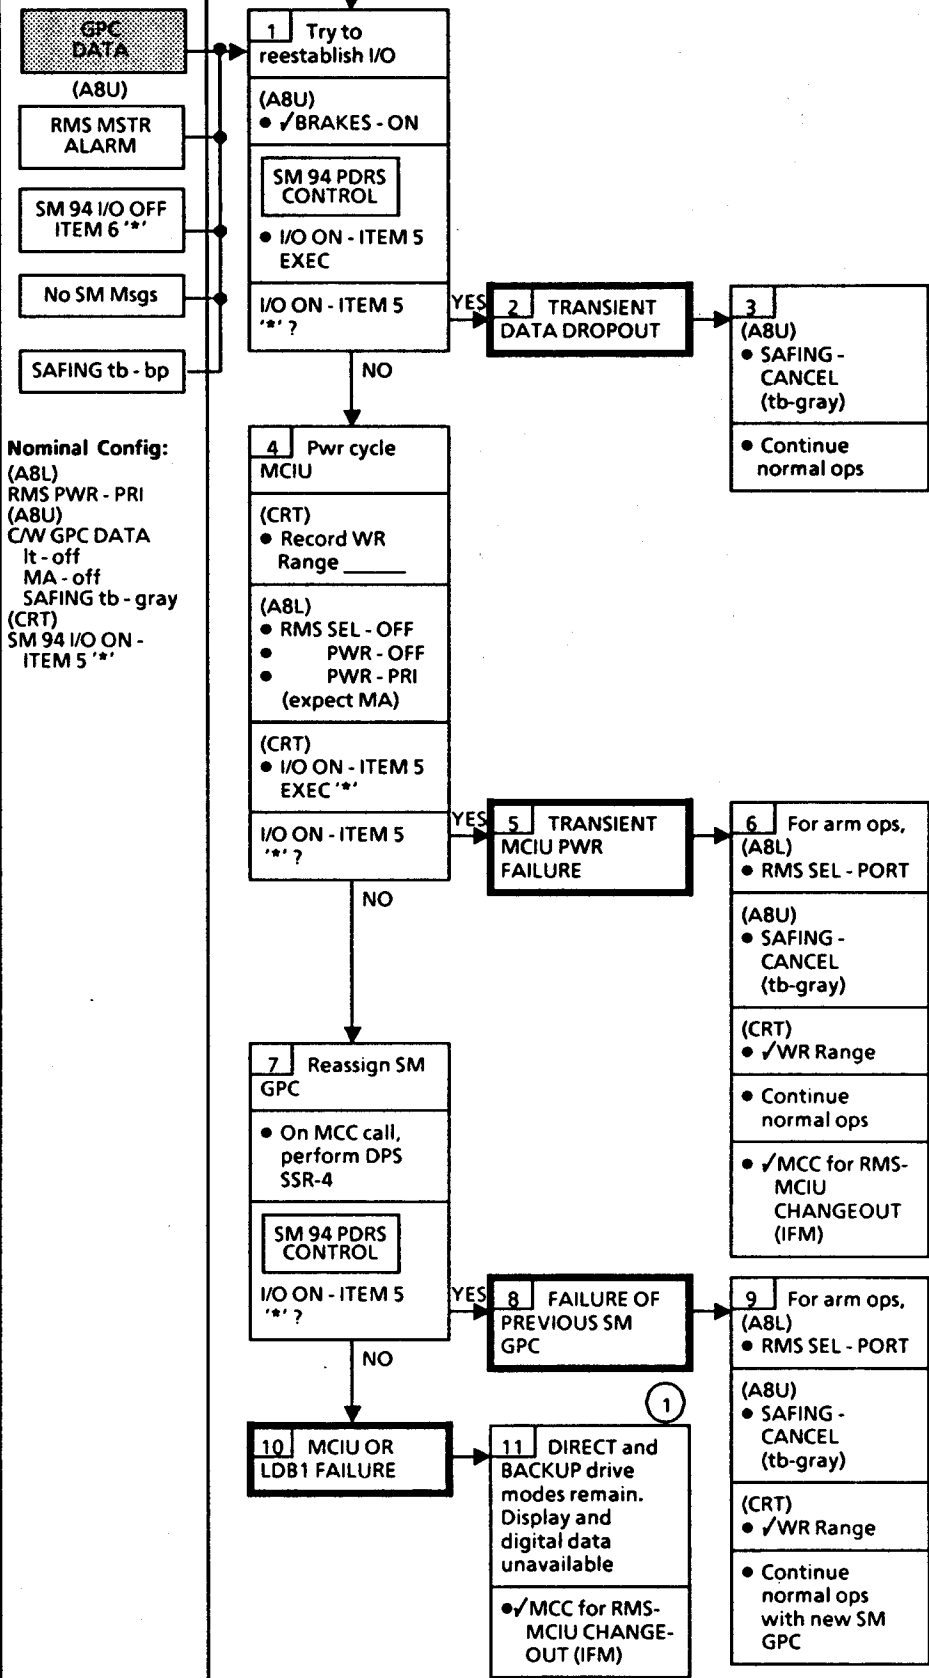 GPC
DATA
(A8U)
RMS MSTR
ALARM
SM 94 I/O OFF
ITEM 6 '*'
No SM Msgs
SAFING tb - bp
Nominal Config:
(A8L)
RMS PWR - PRI
(A8U)
C/W GPC DATA
lt - off
MA - off
SAFING tb - gray
(CRT)
SM 94 I/O ON -
ITEM 5 '*'
1 Try to
reestablish I/O
(A8U)
● ✓BRAKES - ON
SM 94 PDRS
CONTROL
● I/O ON - ITEM 5
EXEC
I/O ON - ITEM 5
'*' ?
YES
NO
2 TRANSIENT
DATA DROPOUT
3
(A8U)
● SAFING -
CANCEL
(tb-gray)
● Continue
normal ops
4 Pwr cycle
MCIU
(CRT)
● Record WR
Range ______
(A8L)
● RMS SEL - OFF
● PWR - OFF
● PWR - PRI
(expect MA)
(CRT)
● I/O ON - ITEM 5
EXEC '*'
I/O ON - ITEM 5
'*' ?
YES
NO
5 TRANSIENT
MCIU PWR
FAILURE
6 For arm ops,
(A8L)
● RMS SEL - PORT
(A8U)
● SAFING -
CANCEL
(tb-gray)
(CRT)
● ✓WR Range
● Continue
normal ops
● ✓MCC for RMS-
MCIU
CHANGEOUT
(IFM)
7 Reassign SM
GPC
● On MCC call,
perform DPS
SSR-4
SM 94 PDRS
CONTROL
I/O ON - ITEM 5
'*' ?
YES
NO
8 FAILURE OF
PREVIOUS SM
GPC
9 For arm ops,
(A8L)
● RMS SEL - PORT
(A8U)
● SAFING -
CANCEL
(tb-gray)
(CRT)
● ✓WR Range
● Continue
normal ops
with new SM
GPC
10 MCIU OR
LDB1 FAILURE
1
11 DIRECT and
BACKUP drive
modes remain.
Display and
digital data
unavailable
●✓MCC for RMS-
MCIU CHANGE-
OUT (IFM)